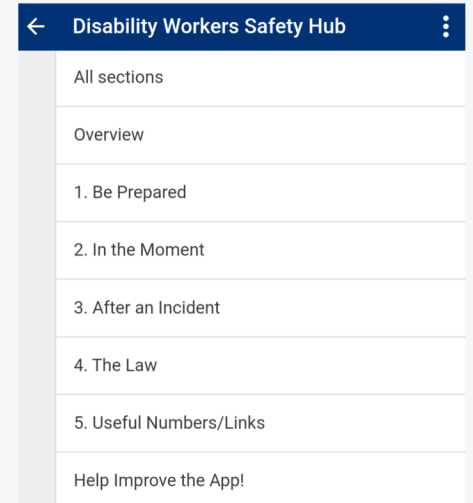 Disability Workers Safety Hub
All sections
Overview
1. Be Prepared
2. In the Moment
3. After an Incident
4. The Law
5. Useful Numbers/Links
Help Improve the App!